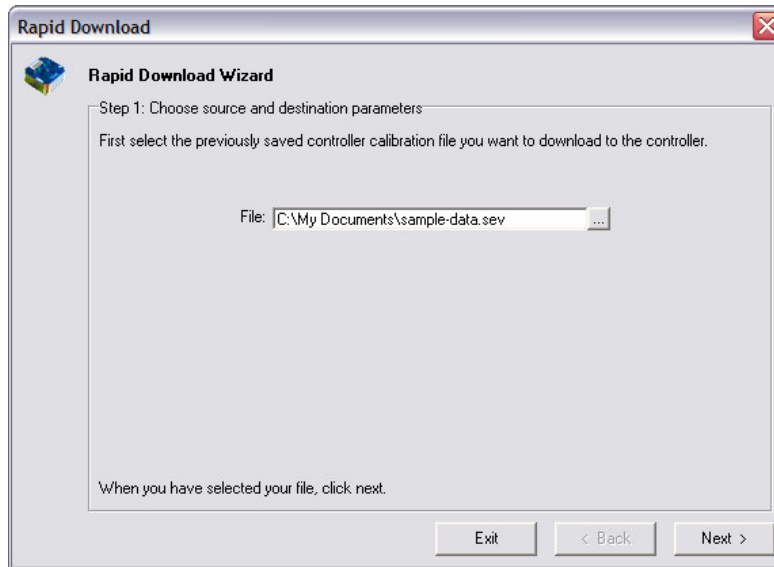 Rapid Download
Rapid Download Wizard
Step 1: Choose source and destination parameters
First select the previously saved controller calibration file you want to download to the controller.
File: C:\My Documents\sample-data.sev ...
When you have selected your file, click next.
Exit < Back Next >